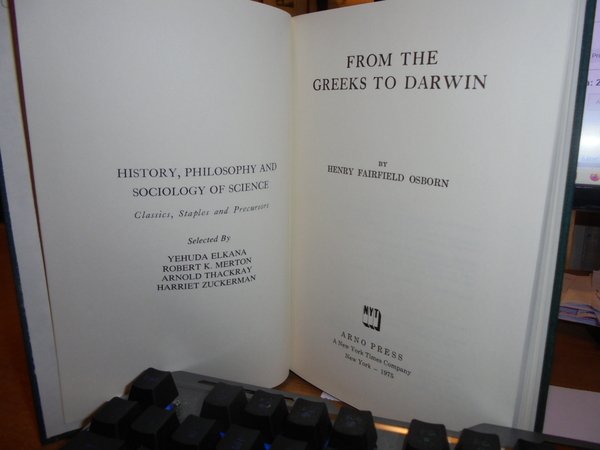 HISTORY, PHILOSOPHY AND
SOCIOLOGY OF SCIENCE
Classics, Staples and Precursors
Selected By
YEHUDA ELKANA
ROBERT K. MERTON
ARNOLD THACKRAY
HARRIET ZUCKERMAN
FROM THE
GREEKS TO DARWIN
BY
HENRY FAIRFIELD OSBORN
ARNO PRESS
A New York Times Company
New York – 1975